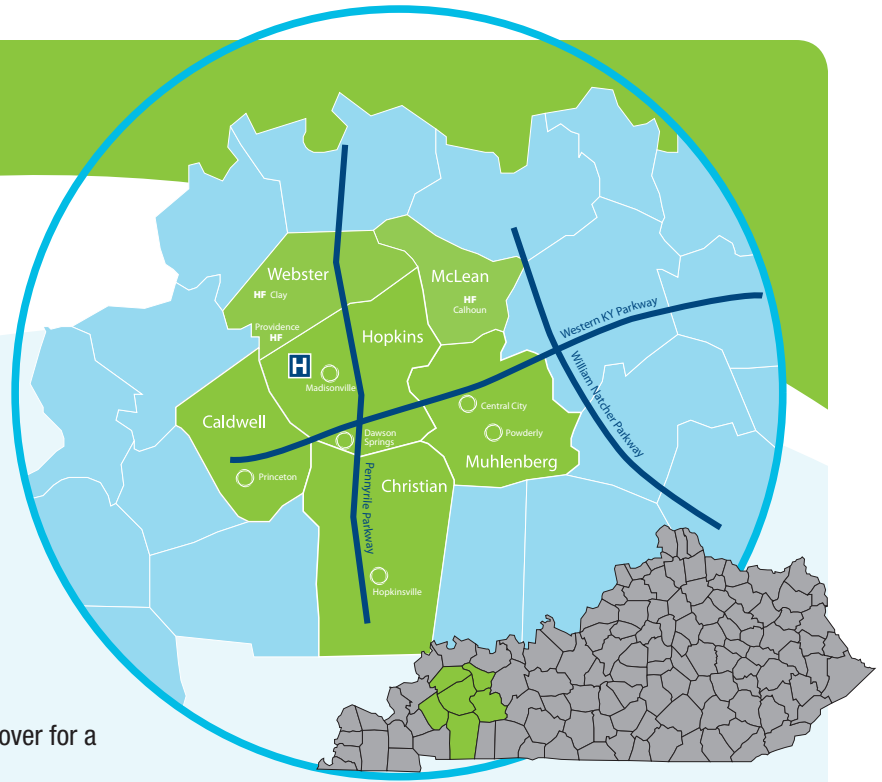 Webster
HF Clay
Providence
HF
McLean
HF
Calhoun
Hopkins
H
Madisonville
Western KY Parkway
William Natcher Parkway
Caldwell
Dawson
Springs
Central City
Powderly
Muhlenberg
Princeton
Christian
Pennyrile Parkway
Hopkinsville
over for a